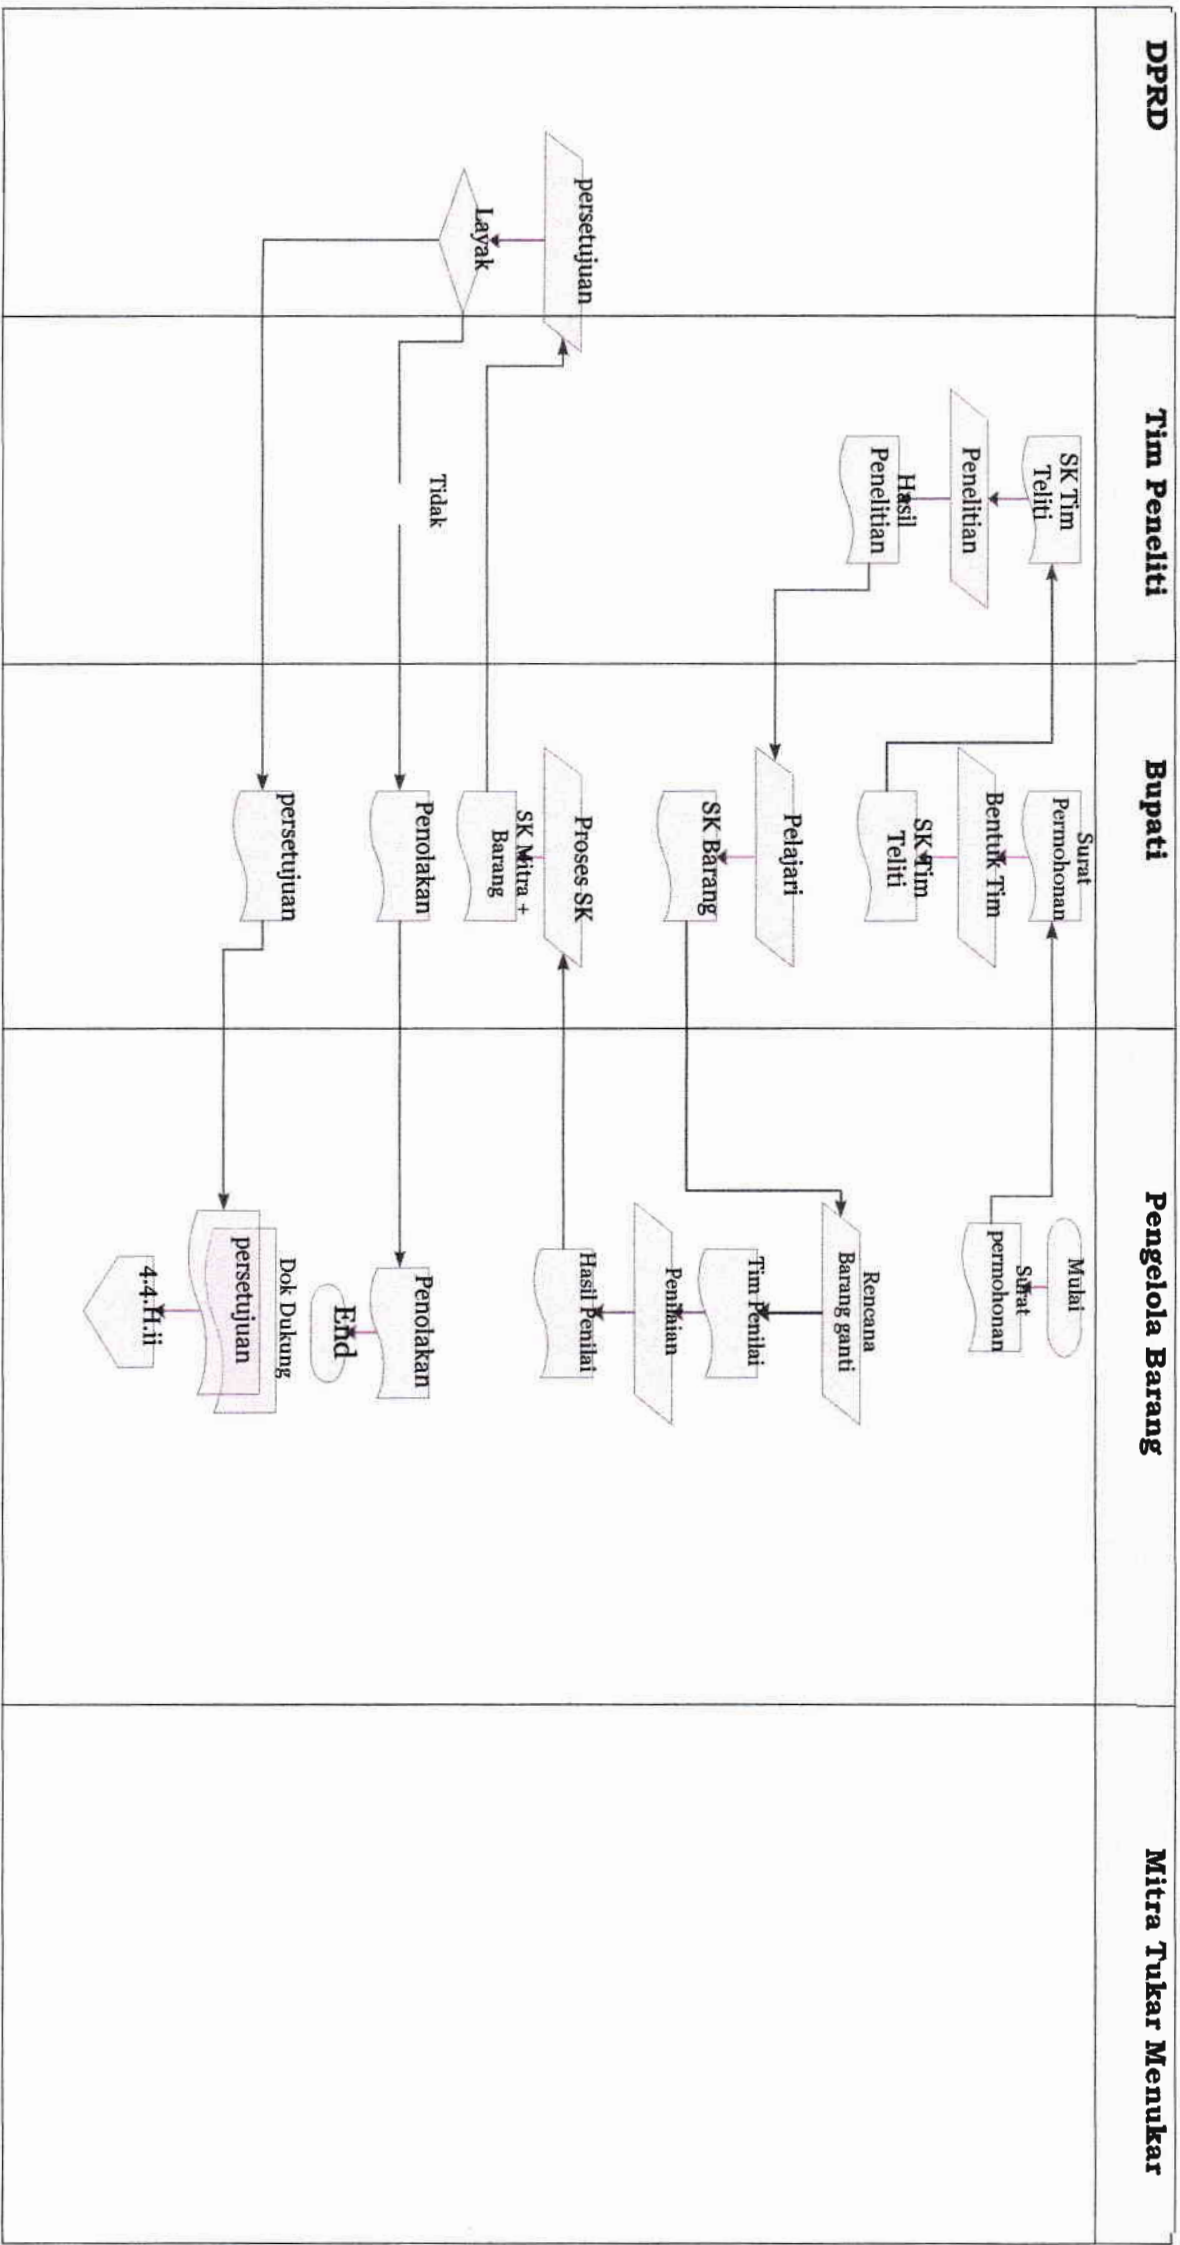 DPRD
Tim Peneliti
Bupati
Pengelola Barang
Mitra Tukar Menukar
Mulai
Surat
permohonan
Surat
Permohonan
Bentuk Tim
SK Tim
Teliti
SK Tim
Teliti
Penelitian
Hasil
Penelitian
Pelajari
SK Barang
Rencana
Barang ganti
Tim Penilai
Penilaian
Hasil Penilai
Proses SK
SK Mitra +
Barang
persetujuan
Layak
Tidak
Penolakan
Penolakan
End
persetujuan
Dok Dukung
persetujuan
4.4.H.ii